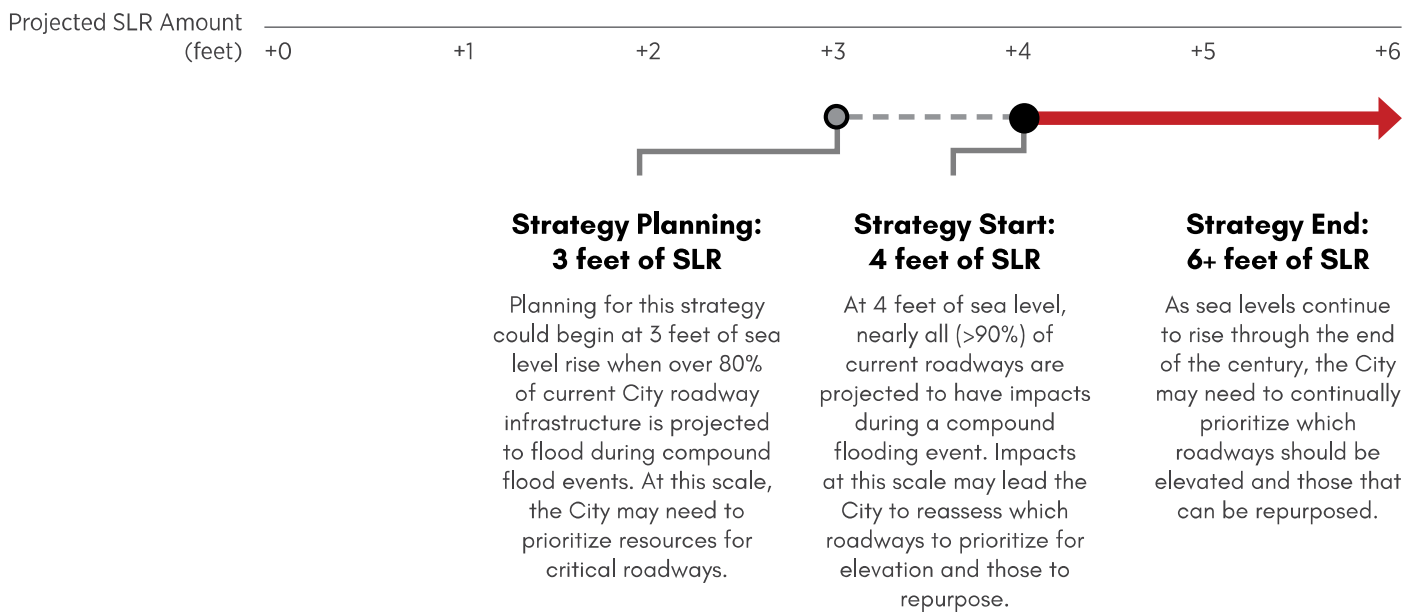 Projected SLR Amount
(feet) +0 +1 +2 +3 +4 +5 +6
Strategy Planning:
3 feet of SLR
Planning for this strategy
could begin at 3 feet of sea
level rise when over 80%
of current City roadway
infrastructure is projected
to flood during compound
flood events. At this scale,
the City may need to
prioritize resources for
critical roadways.
Strategy Start:
4 feet of SLR
At 4 feet of sea level,
nearly all (>90%) of
current roadways are
projected to have impacts
during a compound
flooding event. Impacts
at this scale may lead the
City to reassess which
roadways to prioritize for
elevation and those to
repurpose.
Strategy End:
6+ feet of SLR
As sea levels continue
to rise through the end
of the century, the City
may need to continually
prioritize which
roadways should be
elevated and those that
can be repurposed.